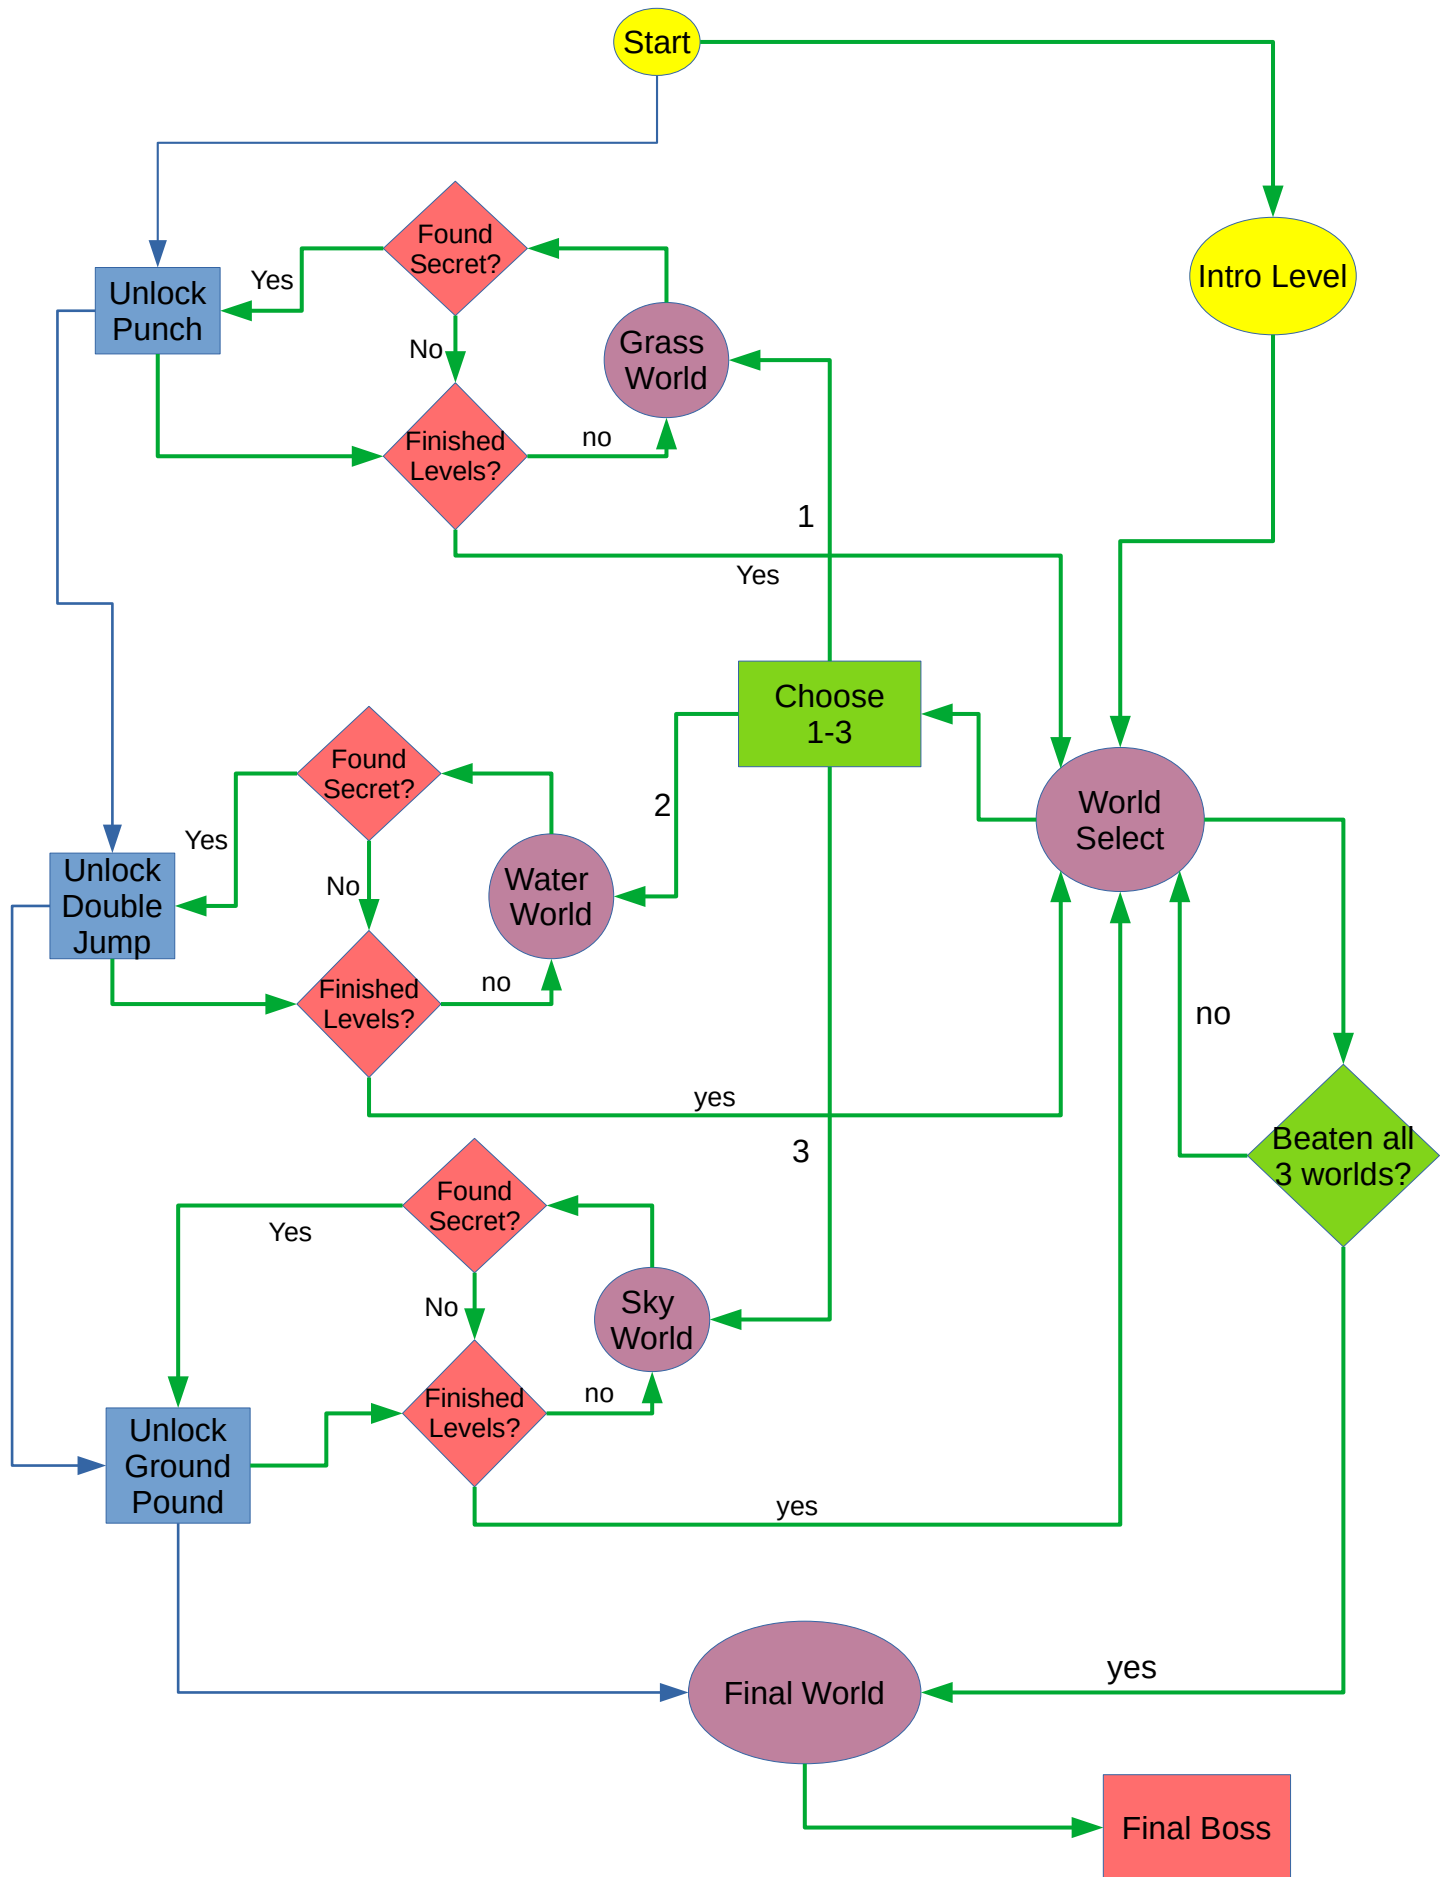 Start
Intro Level
Found
Secret?
Yes
Unlock
Punch
No
Grass
World
Finished
Levels?
no
1
Yes
Choose
1-3
World
Select
Found
Secret?
2
Yes
Unlock
Double
Jump
No
Water
World
Finished
Levels?
no
no
yes
Beaten all
3 worlds?
3
Found
Secret?
Yes
No
Sky
World
Finished
Levels?
no
Unlock
Ground
Pound
yes
Final World
yes
Final Boss